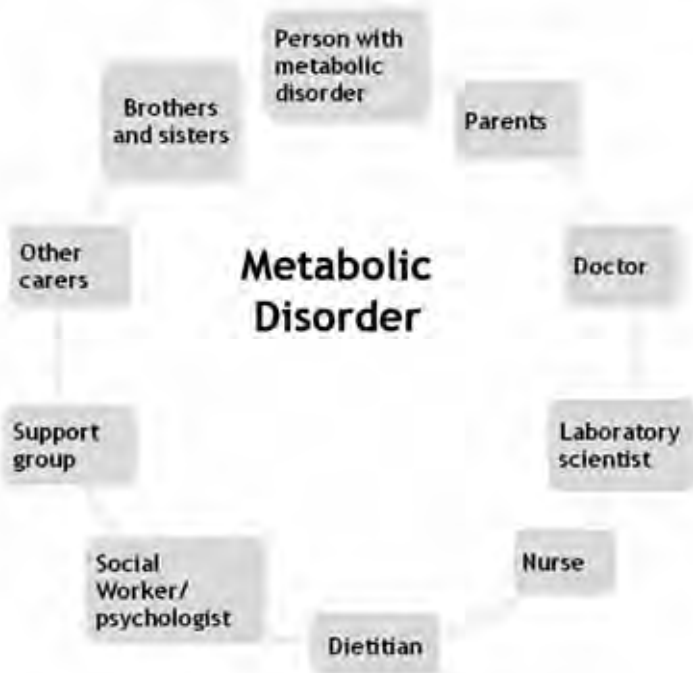 Person with
metabolic
disorder
Parents
Doctor
Laboratory
scientist
Nurse
Dietitian
Social
Worker/
psychologist
Support
group
Other
carers
Brothers
and sisters
Metabolic
Disorder